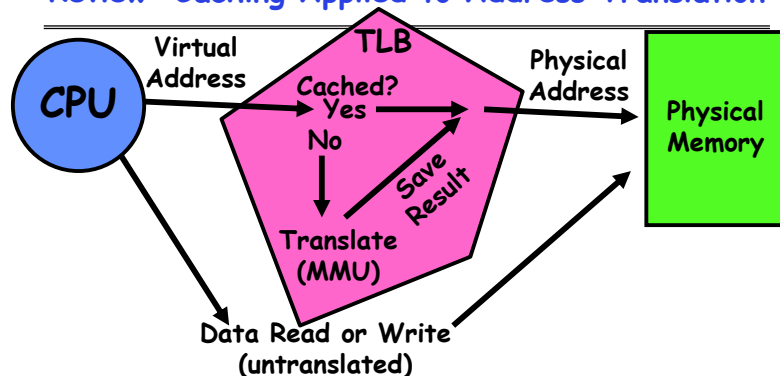 Review Caching Applied to Address Translation
TLB
Virtual
Address
CPU
Cached?
Yes
No
Save
Result
Translate
(MMU)
Physical
Address
Physical
Memory
Data Read or Write
(untranslated)